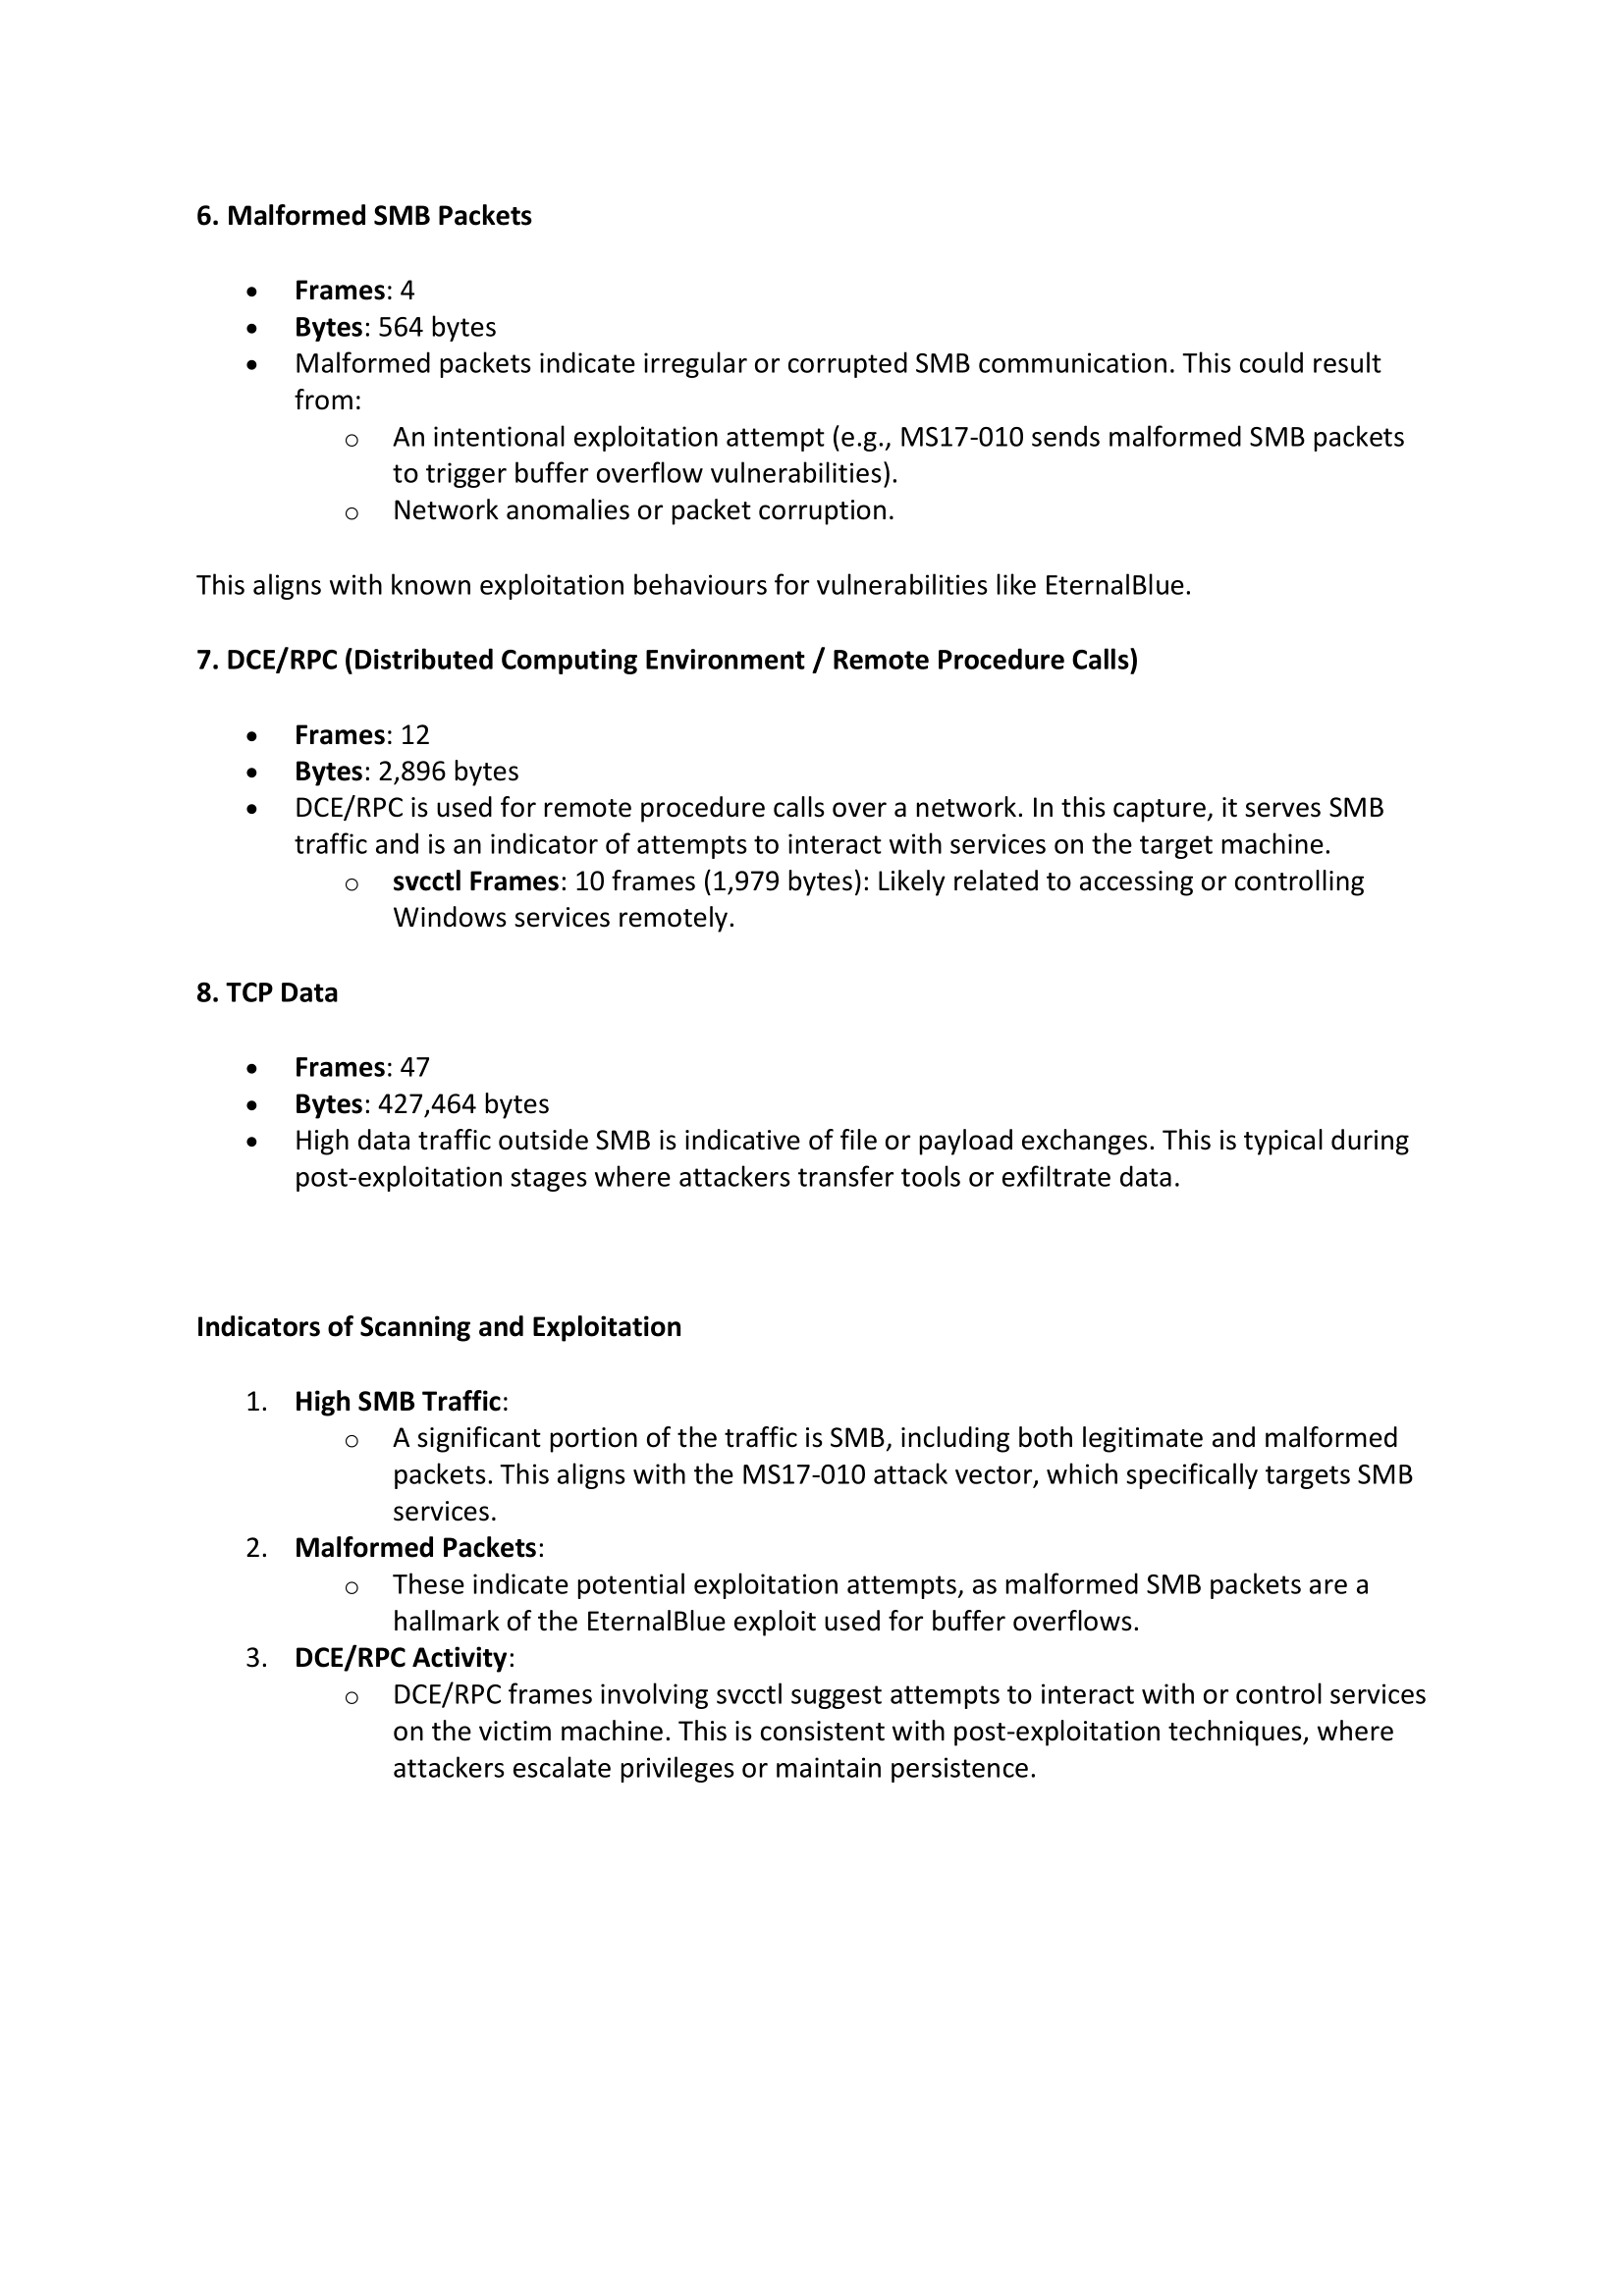 6. Malformed SMB Packets
• Frames: 4
• Bytes: 564 bytes
• Malformed packets indicate irregular or corrupted SMB communication. This could result
from:
o An intentional exploitation attempt (e.g., MS17-010 sends malformed SMB packets
to trigger buffer overflow vulnerabilities).
o Network anomalies or packet corruption.
This aligns with known exploitation behaviours for vulnerabilities like EternalBlue.
7. DCE/RPC (Distributed Computing Environment / Remote Procedure Calls)
• Frames: 12
• Bytes: 2,896 bytes
• DCE/RPC is used for remote procedure calls over a network. In this capture, it serves SMB
traffic and is an indicator of attempts to interact with services on the target machine.
o svcctl Frames: 10 frames (1,979 bytes): Likely related to accessing or controlling
Windows services remotely.
8. TCP Data
• Frames: 47
• Bytes: 427,464 bytes
• High data traffic outside SMB is indicative of file or payload exchanges. This is typical during
post-exploitation stages where attackers transfer tools or exfiltrate data.
Indicators of Scanning and Exploitation
1. High SMB Traffic:
o A significant portion of the traffic is SMB, including both legitimate and malformed
packets. This aligns with the MS17-010 attack vector, which specifically targets SMB
services.
2. Malformed Packets:
o These indicate potential exploitation attempts, as malformed SMB packets are a
hallmark of the EternalBlue exploit used for buffer overflows.
3. DCE/RPC Activity:
o DCE/RPC frames involving svcctl suggest attempts to interact with or control services
on the victim machine. This is consistent with post-exploitation techniques, where
attackers escalate privileges or maintain persistence.